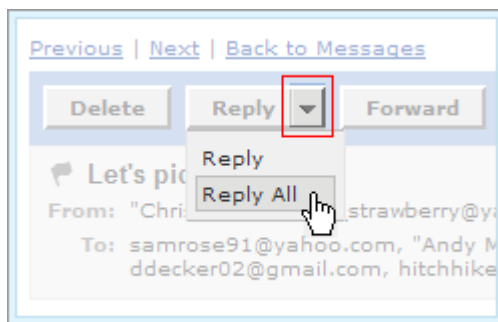 Previous | Next | Back to Messages
Delete Reply Forward
Reply
Reply All
Let's pic
From: "Chri strawberry@ya
To: samrose91@yahoo.com, "Andy M
ddecker02@gmail.com, hitchhike